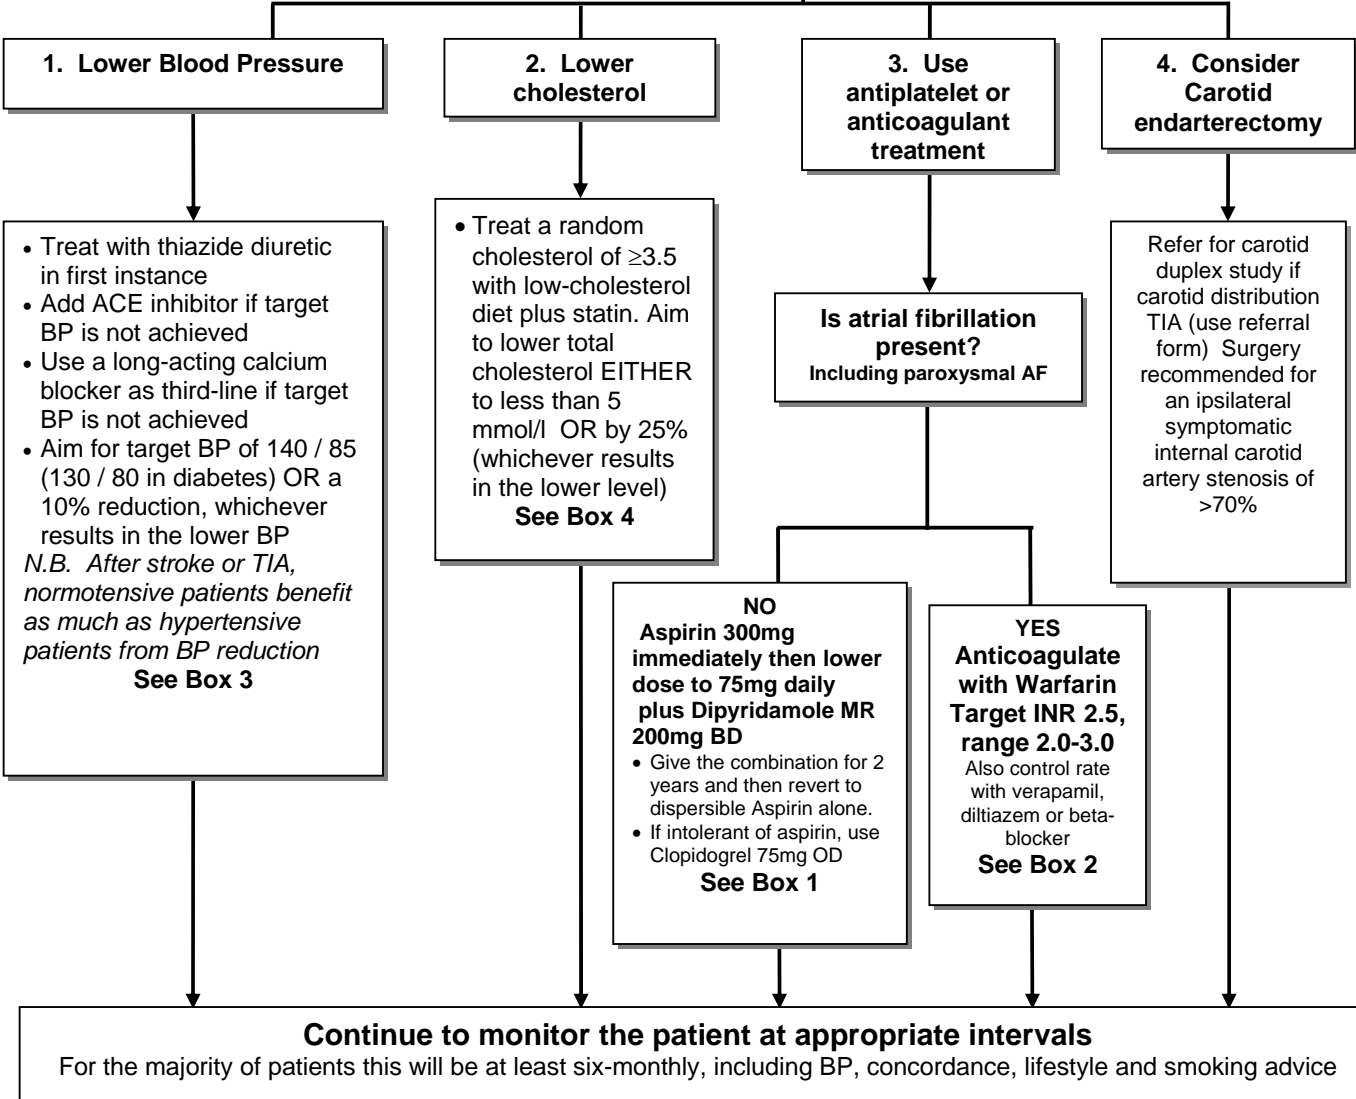 1. Lower Blood Pressure
2. Lower
cholesterol
3. Use
antiplatelet or
anticoagulant
treatment
4. Consider
Carotid
endarterectomy
• Treat with thiazide diuretic
in first instance
• Add ACE inhibitor if target
BP is not achieved
• Use a long-acting calcium
blocker as third-line if target
BP is not achieved
• Aim for target BP of 140 / 85
(130 / 80 in diabetes) OR a
10% reduction, whichever
results in the lower BP
N.B. After stroke or TIA,
normotensive patients benefit
as much as hypertensive
patients from BP reduction
See Box 3
• Treat a random
cholesterol of ≥3.5
with low-cholesterol
diet plus statin. Aim
to lower total
cholesterol EITHER
to less than 5
mmol/l OR by 25%
(whichever results
in the lower level)
See Box 4
Is atrial fibrillation
present?
Including paroxysmal AF
Refer for carotid
duplex study if
carotid distribution
TIA (use referral
form) Surgery
recommended for
an ipsilateral
symptomatic
internal carotid
artery stenosis of
>70%
NO
Aspirin 300mg
immediately then lower
dose to 75mg daily
plus Dipyridamole MR
200mg BD
• Give the combination for 2
years and then revert to
dispersible Aspirin alone.
• If intolerant of aspirin, use
Clopidogrel 75mg OD
See Box 1
YES
Anticoagulate
with Warfarin
Target INR 2.5,
range 2.0-3.0
Also control rate
with verapamil,
diltiazem or beta-
blocker
See Box 2
Continue to monitor the patient at appropriate intervals
For the majority of patients this will be at least six-monthly, including BP, concordance, lifestyle and smoking advice